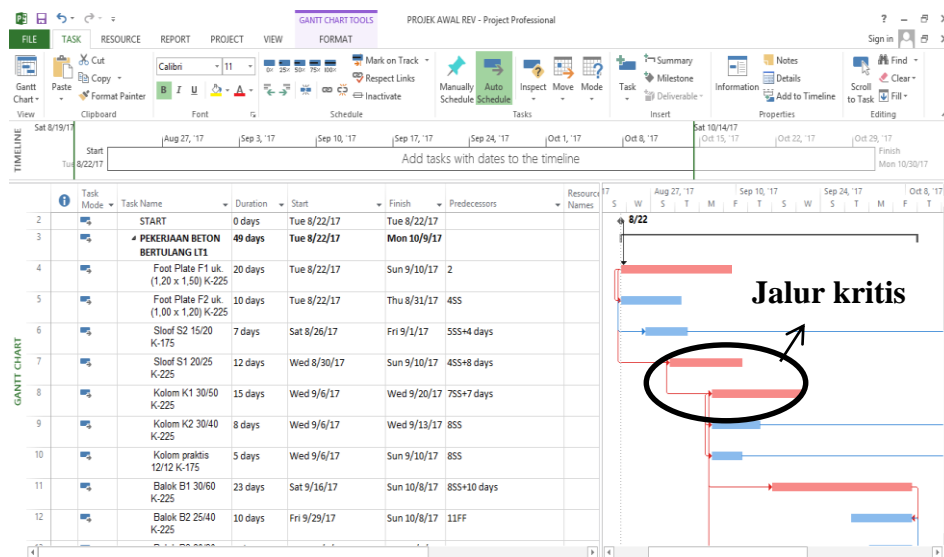 GANTT CHART TOOLS
PROJEK AWAL REV - Project Professional
?
FILE TASK RESOURCE REPORT PROJECT VIEW FORMAT
Sign in
Gantt Chart
View
Paste
Cut
Copy
Format Painter
Clipboard
Calibri 11
B I U A
Font
0% 25% 50% 75% 100%
Mark on Track
Respect Links
Inactivate
Schedule
Manually Schedule
Auto Schedule
Inspect Move Mode
Tasks
Task
Summary
Milestone
Deliverable
Insert
Information
Notes
Details
Add to Timeline
Properties
Scroll to Task
Find
Clear
Fill
Editing
TIMELINE
Sat 8/19/17
Sat 10/14/17
Aug 27, '17 Sep 3, '17 Sep 10, '17 Sep 17, '17 Sep 24, '17 Oct 1, '17 Oct 8, '17 Oct 15, '17 Oct 22, '17 Oct 29, '17
Start
Tue 8/22/17
Add tasks with dates to the timeline
Finish
Mon 10/30/17
GANTT CHART
Task Mode Task Name Duration Start Finish Predecessors Resource Names
2 START 0 days Tue 8/22/17 Tue 8/22/17
3 PEKERJAAN BETON 49 days Tue 8/22/17 Mon 10/9/17
BERTULANG LT1
4 Foot Plate F1 uk. 20 days Tue 8/22/17 Sun 9/10/17 2
(1,20 x 1,50) K-225
5 Foot Plate F2 uk. 10 days Tue 8/22/17 Thu 8/31/17 4SS
(1,00 x 1,20) K-225
6 Sloof S2 15/20 7 days Sat 8/26/17 Fri 9/1/17 5SS+4 days
K-175
7 Sloof S1 20/25 12 days Wed 8/30/17 Sun 9/10/17 4SS+8 days
K-225
8 Kolom K1 30/50 15 days Wed 9/6/17 Wed 9/20/17 7SS+7 days
K-225
9 Kolom K2 30/40 8 days Wed 9/6/17 Wed 9/13/17 8SS
K-225
10 Kolom praktis 5 days Wed 9/6/17 Sun 9/10/17 8SS
12/12 K-175
11 Balok B1 30/60 23 days Sat 9/16/17 Sun 10/8/17 8SS+10 days
K-225
12 Balok B2 25/40 10 days Fri 9/29/17 Sun 10/8/17 11FF
K-225
17 Aug 27, '17 Sep 10, '17 Sep 24, '17 Oct 8, '17
S W S T M F T S W S T M F T
8/22
Jalur kritis